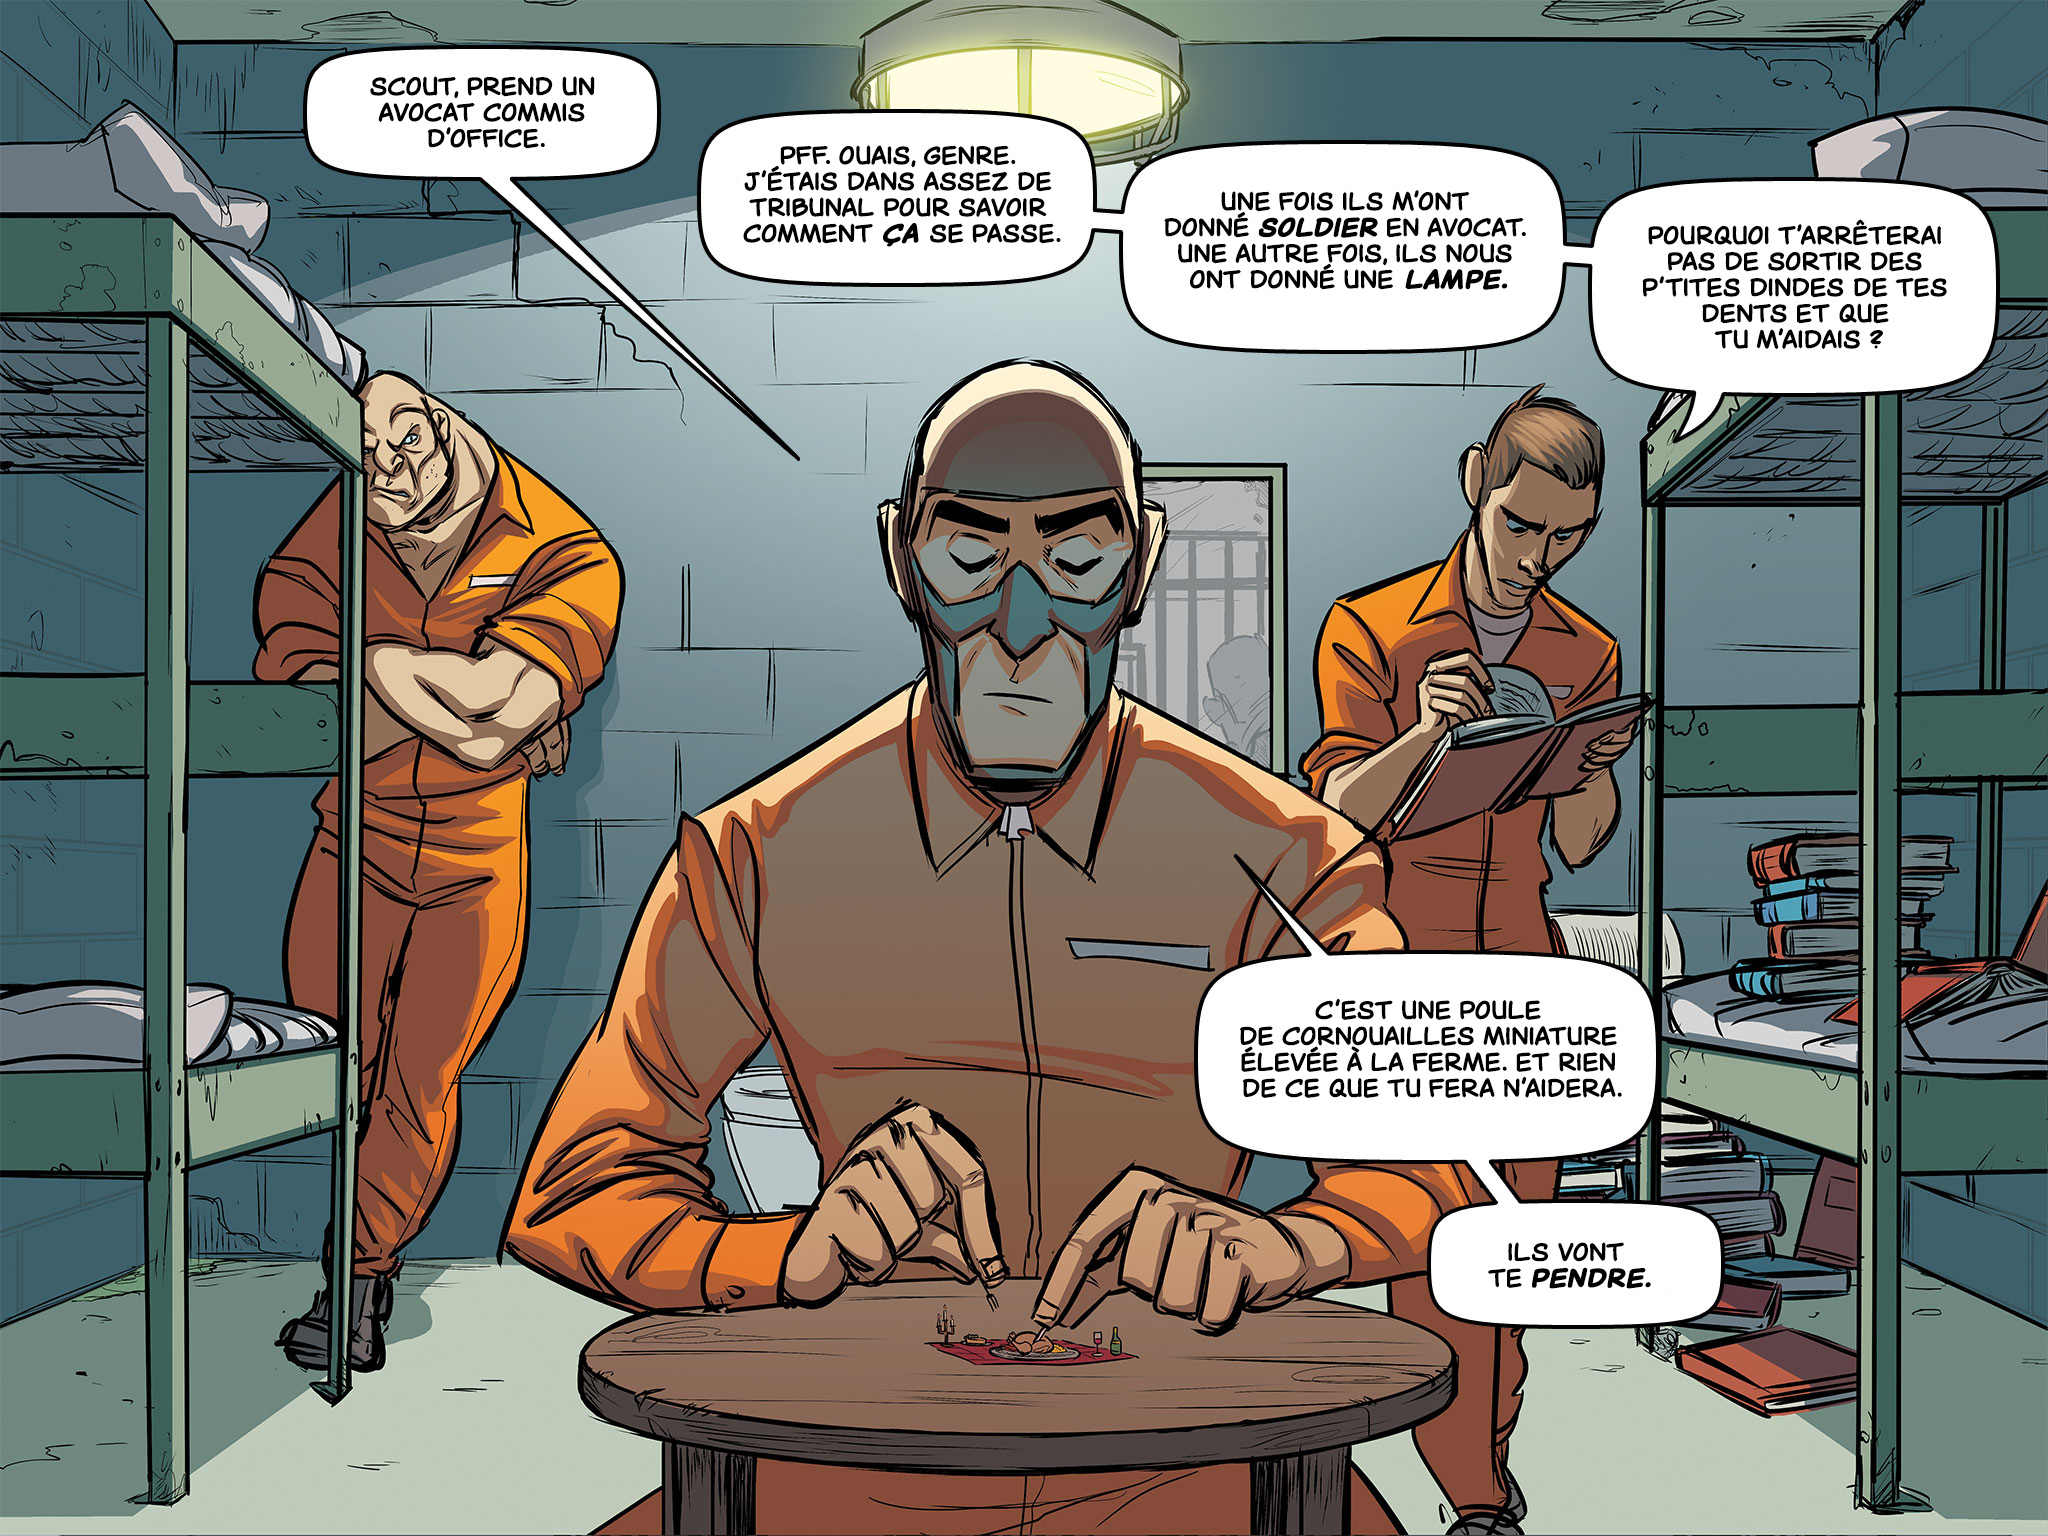 SCOUT, PREND UN
AVOCAT COMMIS
D'OFFICE.
PFF. OUAIS, GENRE.
J'ÉTAIS DANS ASSEZ DE
TRIBUNAL POUR SAVOIR
COMMENT ÇA SE PASSE.
UNE FOIS ILS M'ONT
DONNÉ SOLDIER EN AVOCAT.
UNE AUTRE FOIS, ILS NOUS
ONT DONNÉ UNE LAMPE.
POURQUOI T'ARRÊTERAI
PAS DE SORTIR DES
P'TITES DINDES DE TES
DENTS ET QUE
TU M'AIDAIS ?
C'EST UNE POULE
DE CORNOUAILLES MINIATURE
ÉLEVÉE À LA FERME. ET RIEN
DE CE QUE TU FERA N'AIDERA.
ILS VONT
TE PENDRE.